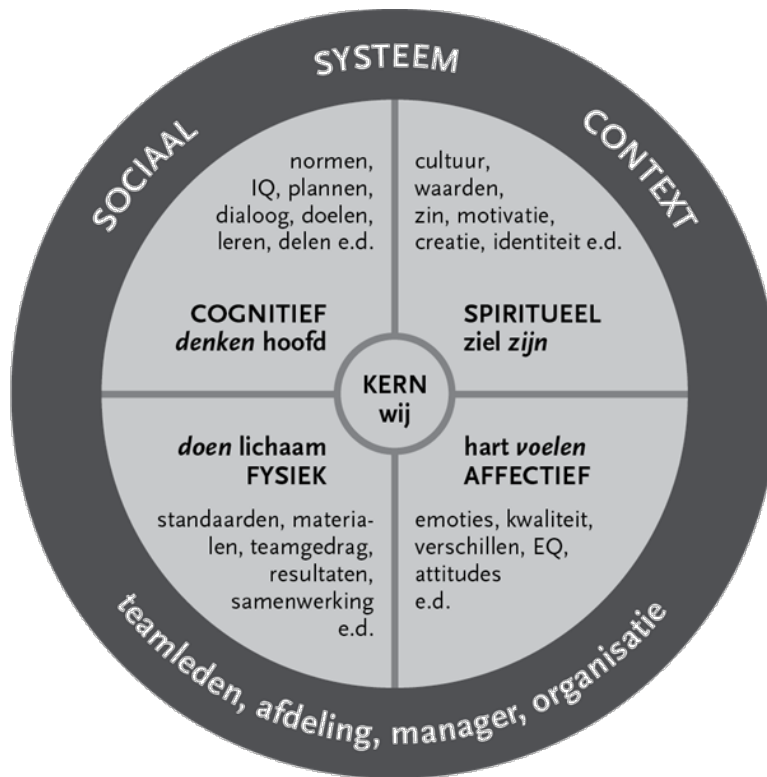 SYSTEEM
SOCIAAL
CONTEXT
normen,
IQ, plannen,
dialoog, doelen,
leren, delen e.d.
COGNITIEF
denken hoofd
cultuur,
waarden,
zin, motivatie,
creatie, identiteit e.d.
SPIRITUEEL
ziel zijn
KERN
wij
doen lichaam
FYSIEK
standaarden, materia-
len, teamgedrag,
resultaten,
samenwerking
e.d.
hart voelen
AFFECTIEF
emoties, kwaliteit,
verschillen, EQ,
attitudes
e.d.
teamleden, afdeling, manager, organisatie